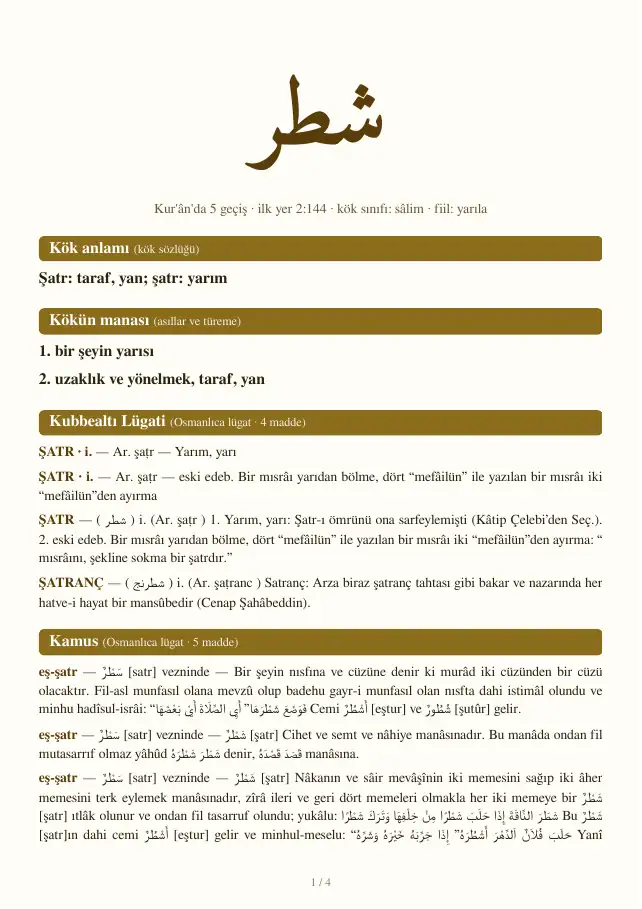 شطر
Kur'ân'da 5 geçiş · ilk yer 2:144 · kök sınıfı: sâlim · fiil: yarıla
Kök anlamı (kök sözlüğü)
Şatr: taraf, yan; şatr: yarım
Kökün manası (asıllar ve türeme)
1. bir şeyin yarısı
2. uzaklık ve yönelmek, taraf, yan
Kubbealtı Lügati (Osmanlıca lügat · 4 madde)
ŞATR · i. — Ar. şaṭr — Yarım, yarı
ŞATR · i. — Ar. şaṭr — eski edeb. Bir mısrâı yarıdan bölme, dört “mefâilün” ile yazılan bir mısrâı iki
“mefâilün”den ayırma
ŞATR — ( شطر ) i. (Ar. şaṭr ) 1. Yarım, yarı: Şatr-ı ömrünü ona sarfeylemişti (Kâtip Çelebi’den Seç.).
2. eski edeb. Bir mısrâı yarıdan bölme, dört “mefâilün” ile yazılan bir mısrâı iki “mefâilün”den ayırma: “
mısrâını, şekline sokma bir şatrdır.”
ŞATRANÇ — ( شطرنج ) i. (Ar. şaṭranc ) Satranç: Arza biraz şatranç tahtası gibi bakar ve nazarında her
hatve-i hayat bir mansûbedir (Cenap Şahâbeddin).
Kamus (Osmanlıca lügat · 5 madde)
eş-şatr — سَطْرٌ [satr] vezninde — Bir şeyin nısfına ve cüzüne denir ki murâd iki cüzünden bir cüzü
olacaktır. Fil-asl munfasıl olana mevzû olup badehu gayr-i munfasıl olan nısfta dahi istimâl olundu ve
minhu hadîsul-isrâi: “فَوَضَعَ شَطْرَهَا” أَيِ الصَّلَاةَ أَيْ بَعْضَهَا Cemi أَشْطُرٌ [eştur] ve شُطُورٌ [şutûr] gelir.
eş-şatr — سَطْرٌ [satr] vezninde — شَطْرٌ [şatr] Cihet ve semt ve nâhiye manâsınadır. Bu manâda ondan fiil
mutasarrıf olmaz yâhûd شَطَرَ شَطْرَهُ denir, قَصَدَ قَصْدَهُ manâsına.
eş-şatr — سَطْرٌ [satr] vezninde — شَطْرٌ [şatr] Nâkanın ve sâir mevâşînin iki memesini sağıp iki âher
memesini terk eylemek manâsınadır, zîrâ ileri ve geri dört memeleri olmakla her iki memeye bir شَطْرٌ
[şatr] ıtlâk olunur ve ondan fiil tasarruf olundu; yukâlu: شَطَرَ النَّاقَةَ إِذَا حَلَبَ شَطْرًا مِنْ خِلْفِهَا وَتَرَكَ شَطْرًا Bu شَطْرٌ
[şatr]ın dahi cemi أَشْطُرٌ [eştur] gelir ve minhul-meselu: “حَلَبَ فُلَانٌ الدَّهْرَ أَشْطُرَهُ” إِذَا جَرَّبَهُ خَيْرَهُ وَشَرَّهُ Yanî
1 / 4